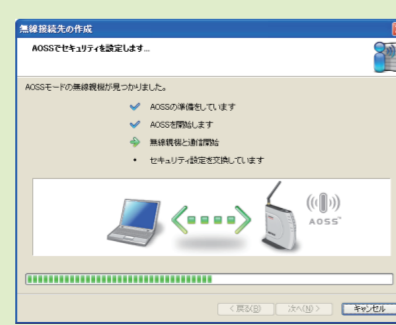 無線接続先の作成
AOSSでセキュリティを設定します...
AOSSモードの無線親機が見つかりました。
AOSSの準備をしています
AOSSを開始します
無線親機と通信開始
セキュリティ設定を交換しています
AOSS
< 戻る(B)
次へ(N) >
キャンセル